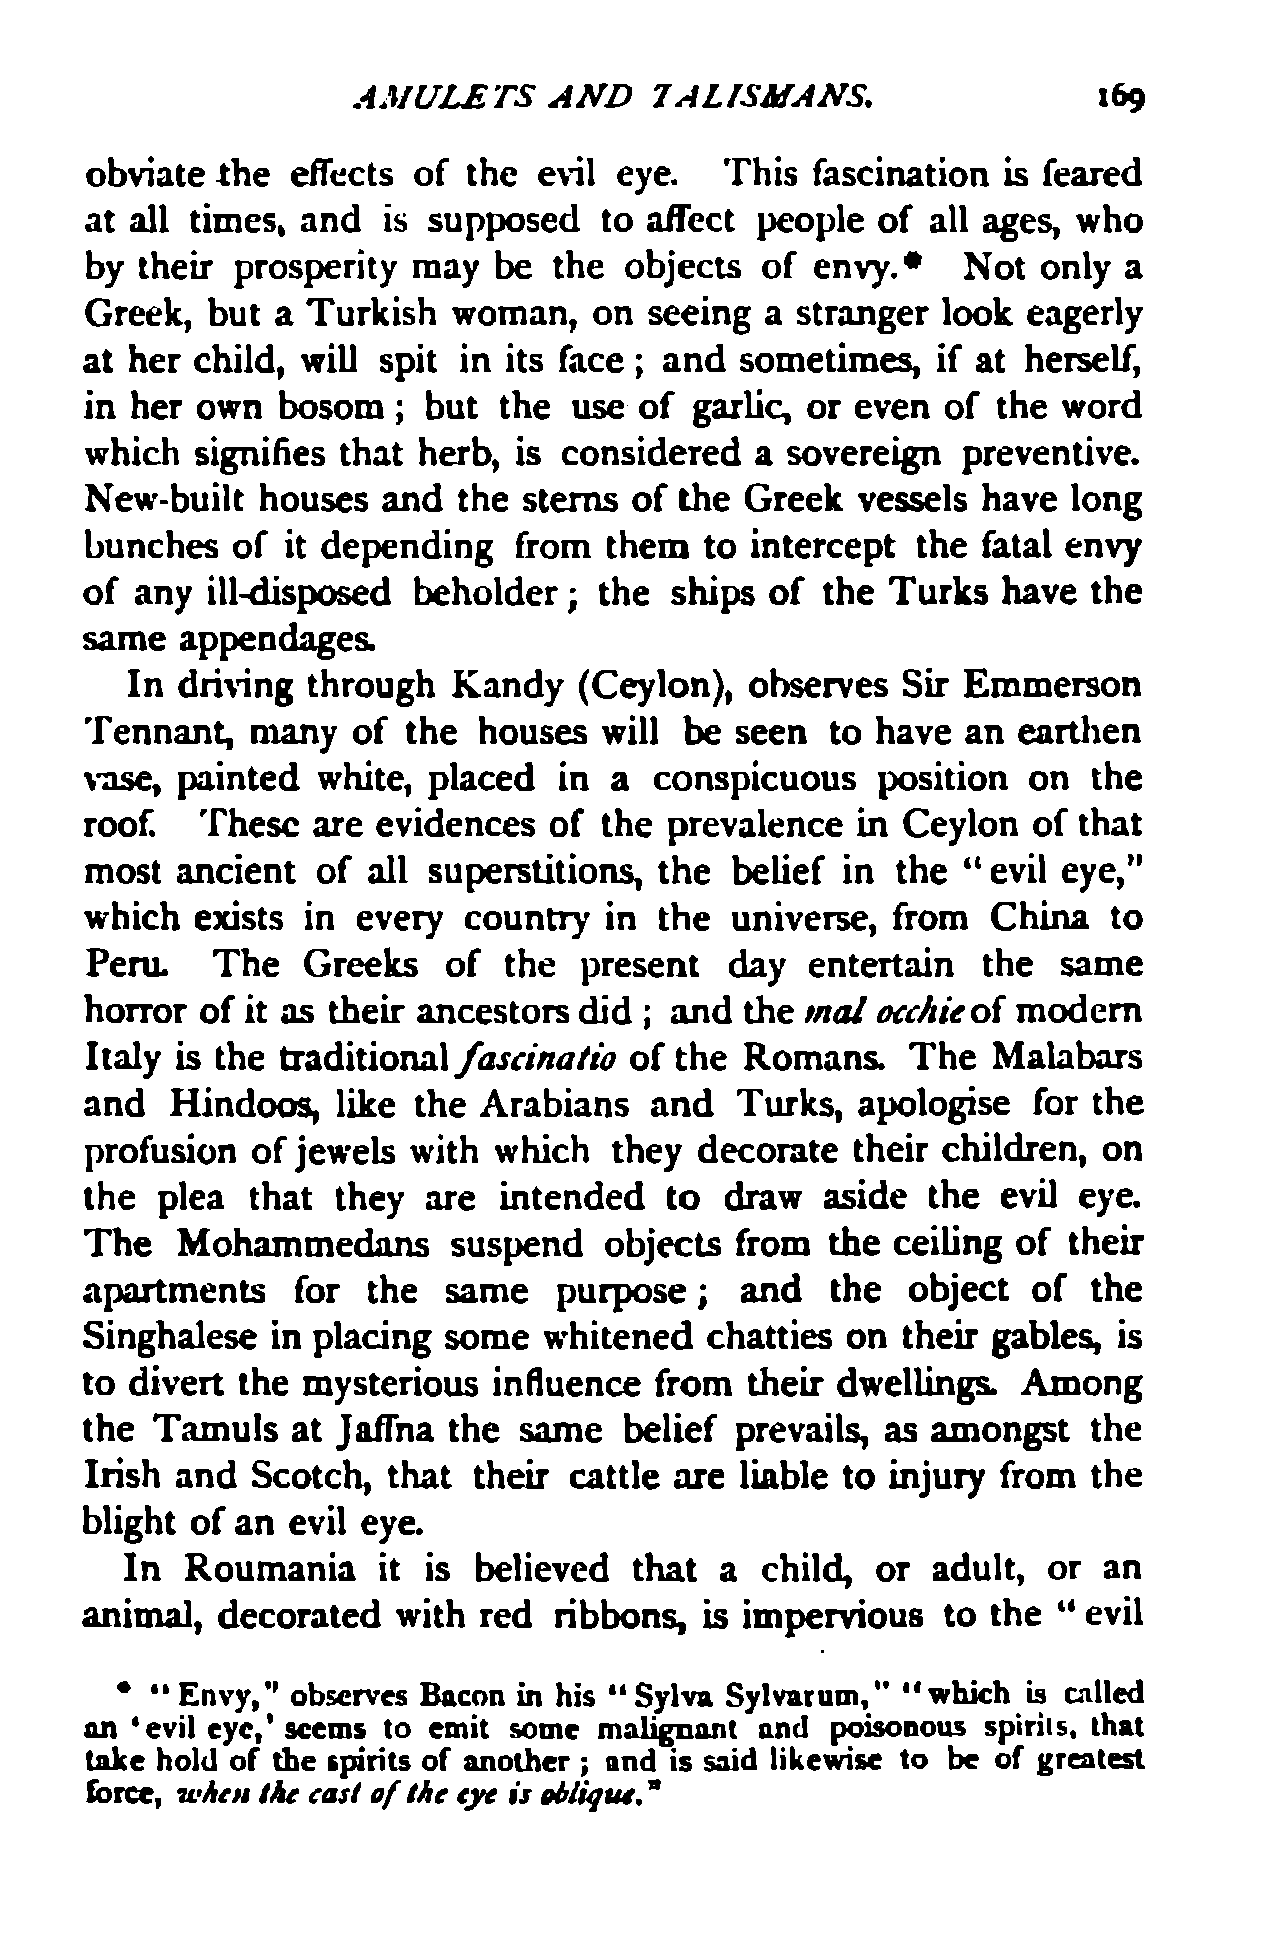 AMULETS AND TALISMANS. 169
obviate the effects of the evil eye. This fascination is feared
at all times, and is supposed to affect people of all ages, who
by their prosperity may be the objects of envy.* Not only a
Greek, but a Turkish woman, on seeing a stranger look eagerly
at her child, will spit in its face ; and sometimes, if at herself,
in her own bosom ; but the use of garlic, or even of the word
which signifies that herb, is considered a sovereign preventive.
New-built houses and the sterns of the Greek vessels have long
bunches of it depending from them to intercept the fatal envy
of any ill-disposed beholder ; the ships of the Turks have the
same appendages.
In driving through Kandy (Ceylon), observes Sir Emmerson
Tennant, many of the houses will be seen to have an earthen
vase, painted white, placed in a conspicuous position on the
roof. These are evidences of the prevalence in Ceylon of that
most ancient of all superstitions, the belief in the “ evil eye,”
which exists in every country in the universe, from China to
Peru. The Greeks of the present day entertain the same
horror of it as their ancestors did ; and the mal occhie of modern
Italy is the traditional fascinatio of the Romans. The Malabars
and Hindoos, like the Arabians and Turks, apologise for the
profusion of jewels with which they decorate their children, on
the plea that they are intended to draw aside the evil eye.
The Mohammedans suspend objects from the ceiling of their
apartments for the same purpose ; and the object of the
Singhalese in placing some whitened chatties on their gables, is
to divert the mysterious influence from their dwellings. Among
the Tamuls at Jaffna the same belief prevails, as amongst the
Irish and Scotch, that their cattle are liable to injury from the
blight of an evil eye.
In Roumania it is believed that a child, or adult, or an
animal, decorated with red ribbons, is impervious to the “ evil
* “ Envy,” observes Bacon in his “ Sylva Sylvarum,” “ which is called
an ‘ evil eye,’ seems to emit some malignant and poisonous spirits, that
take hold of the spirits of another ; and is said likewise to be of greatest
force, when the cast of the eye is oblique.”